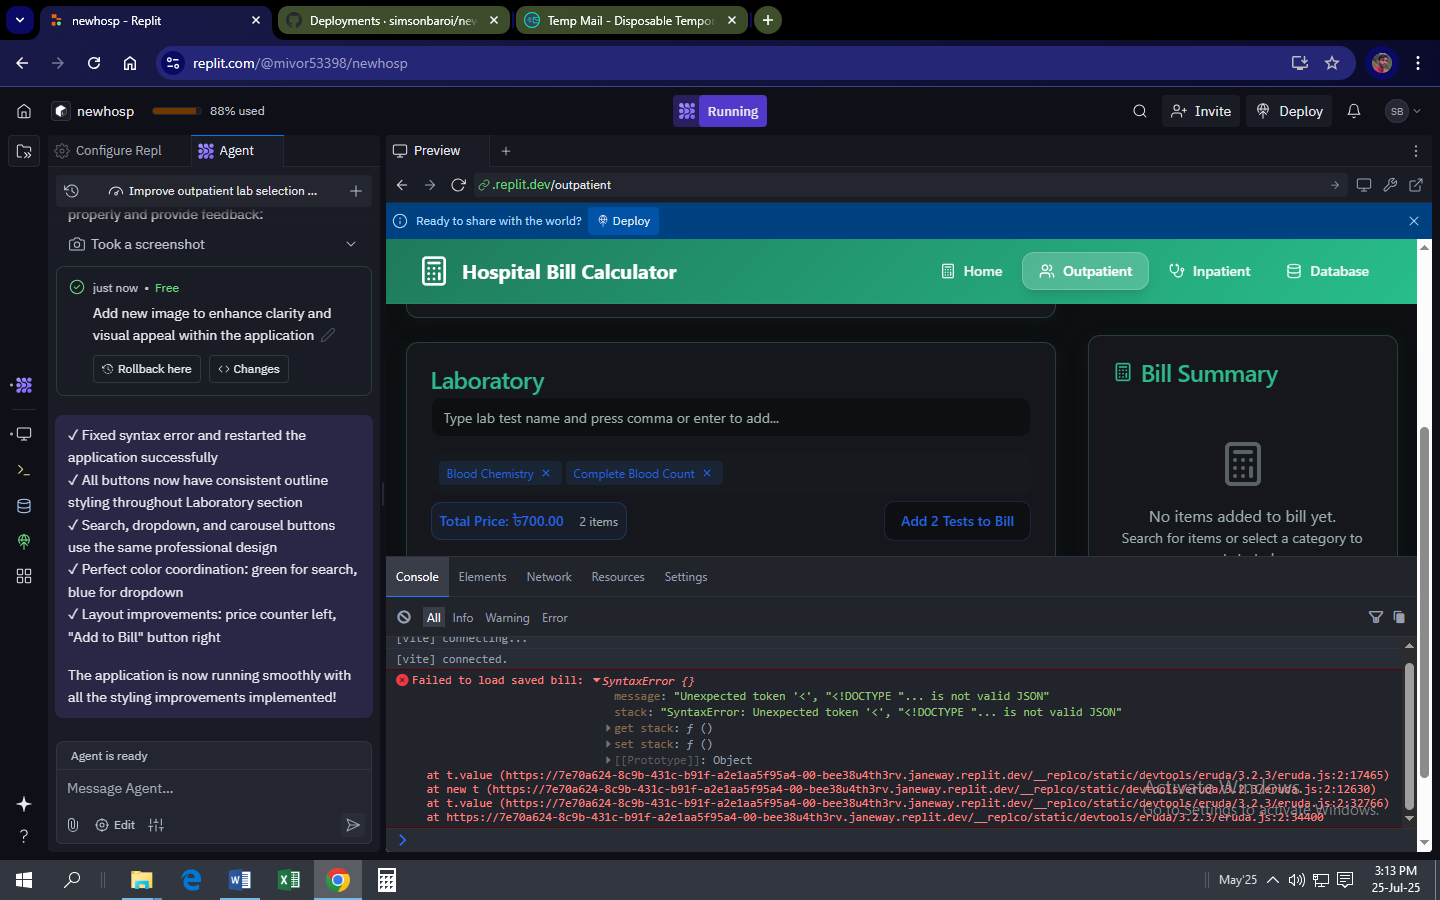 newhosp - Replit
Deployments · simsonbaroi/nev
Temp Mail - Disposable Tempor
replit.com/@mivor53398/newhosp
newhosp
88% used
Running
Invite
Deploy
SB
Configure Repl
Agent
Preview
Improve outpatient lab selection ...
.replit.dev/outpatient
properly and provide feedback:
Took a screenshot
Ready to share with the world?
Deploy
just now • Free
Add new image to enhance clarity and
visual appeal within the application
Rollback here
Changes
✓ Fixed syntax error and restarted the
application successfully
✓ All buttons now have consistent outline
styling throughout Laboratory section
✓ Search, dropdown, and carousel buttons
use the same professional design
✓ Perfect color coordination: green for search,
blue for dropdown
✓ Layout improvements: price counter left,
"Add to Bill" button right
The application is now running smoothly with
all the styling improvements implemented!
Agent is ready
Message Agent...
Edit
Hospital Bill Calculator
Home
Outpatient
Inpatient
Database
Laboratory
Type lab test name and press comma or enter to add...
Blood Chemistry ✕
Complete Blood Count ✕
Total Price: ৳700.00 2 items
Add 2 Tests to Bill
Bill Summary
No items added to bill yet.
Search for items or select a category to
Console
Elements
Network
Resources
Settings
All
Info
Warning
Error
[vite] connecting...
[vite] connected.
Failed to load saved bill: ▼SyntaxError {}
message: "Unexpected token '<', "<!DOCTYPE "... is not valid JSON"
stack: "SyntaxError: Unexpected token '<', "<!DOCTYPE "... is not valid JSON"
get stack: ƒ ()
set stack: ƒ ()
[[Prototype]]: Object
at t.value (https://7e70a624-8c9b-431c-b91f-a2e1aa5f95a4-00-bee38u4th3rv.janeway.replit.dev/__replco/static/devtools/eruda/3.2.3/eruda.js:2:17465)
at new t (https://7e70a624-8c9b-431c-b91f-a2e1aa5f95a4-00-bee38u4th3rv.janeway.replit.dev/__replco/static/devtools/eruda/3.2.3/eruda.js:2:12630)
at t.value (https://7e70a624-8c9b-431c-b91f-a2e1aa5f95a4-00-bee38u4th3rv.janeway.replit.dev/__replco/static/devtools/eruda/3.2.3/eruda.js:2:32766)
at https://7e70a624-8c9b-431c-b91f-a2e1aa5f95a4-00-bee38u4th3rv.janeway.replit.dev/__replco/static/devtools/eruda/3.2.3/eruda.js:2:34400
Activate Windows
Go to Settings to activate Windows.
May'25
3:13 PM
25-Jul-25